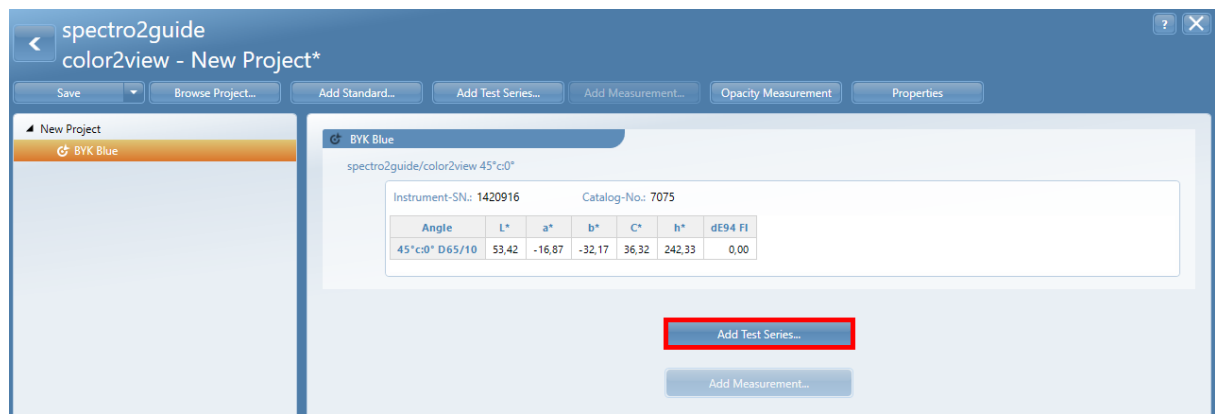 spectro2guide
color2view - New Project*
?
Save Browse Project... Add Standard... Add Test Series... Add Measurement... Opacity Measurement Properties
New Project
BYK Blue
BYK Blue
spectro2guide/color2view 45°c:0°
Instrument-SN.: 1420916 Catalog-No.: 7075
Angle L* a* b* C* h* dE94 Fl
45°c:0° D65/10 53,42 -16,87 -32,17 36,32 242,33 0,00
Add Test Series...
Add Measurement...